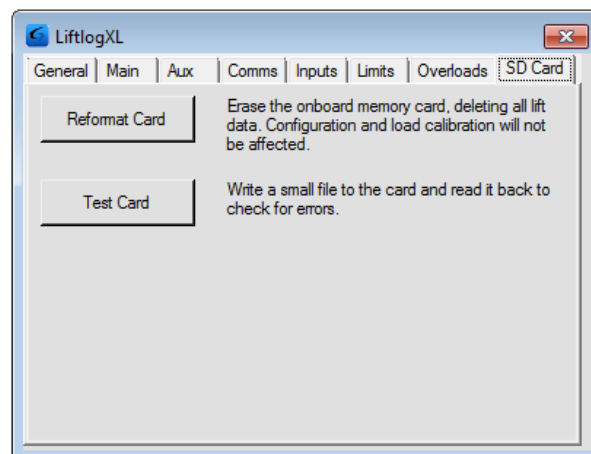 LiftlogXL
General Main Aux Comms Inputs Limits Overloads SD Card
Reformat Card
Erase the onboard memory card, deleting all lift
data. Configuration and load calibration will not
be affected.
Test Card
Write a small file to the card and read it back to
check for errors.